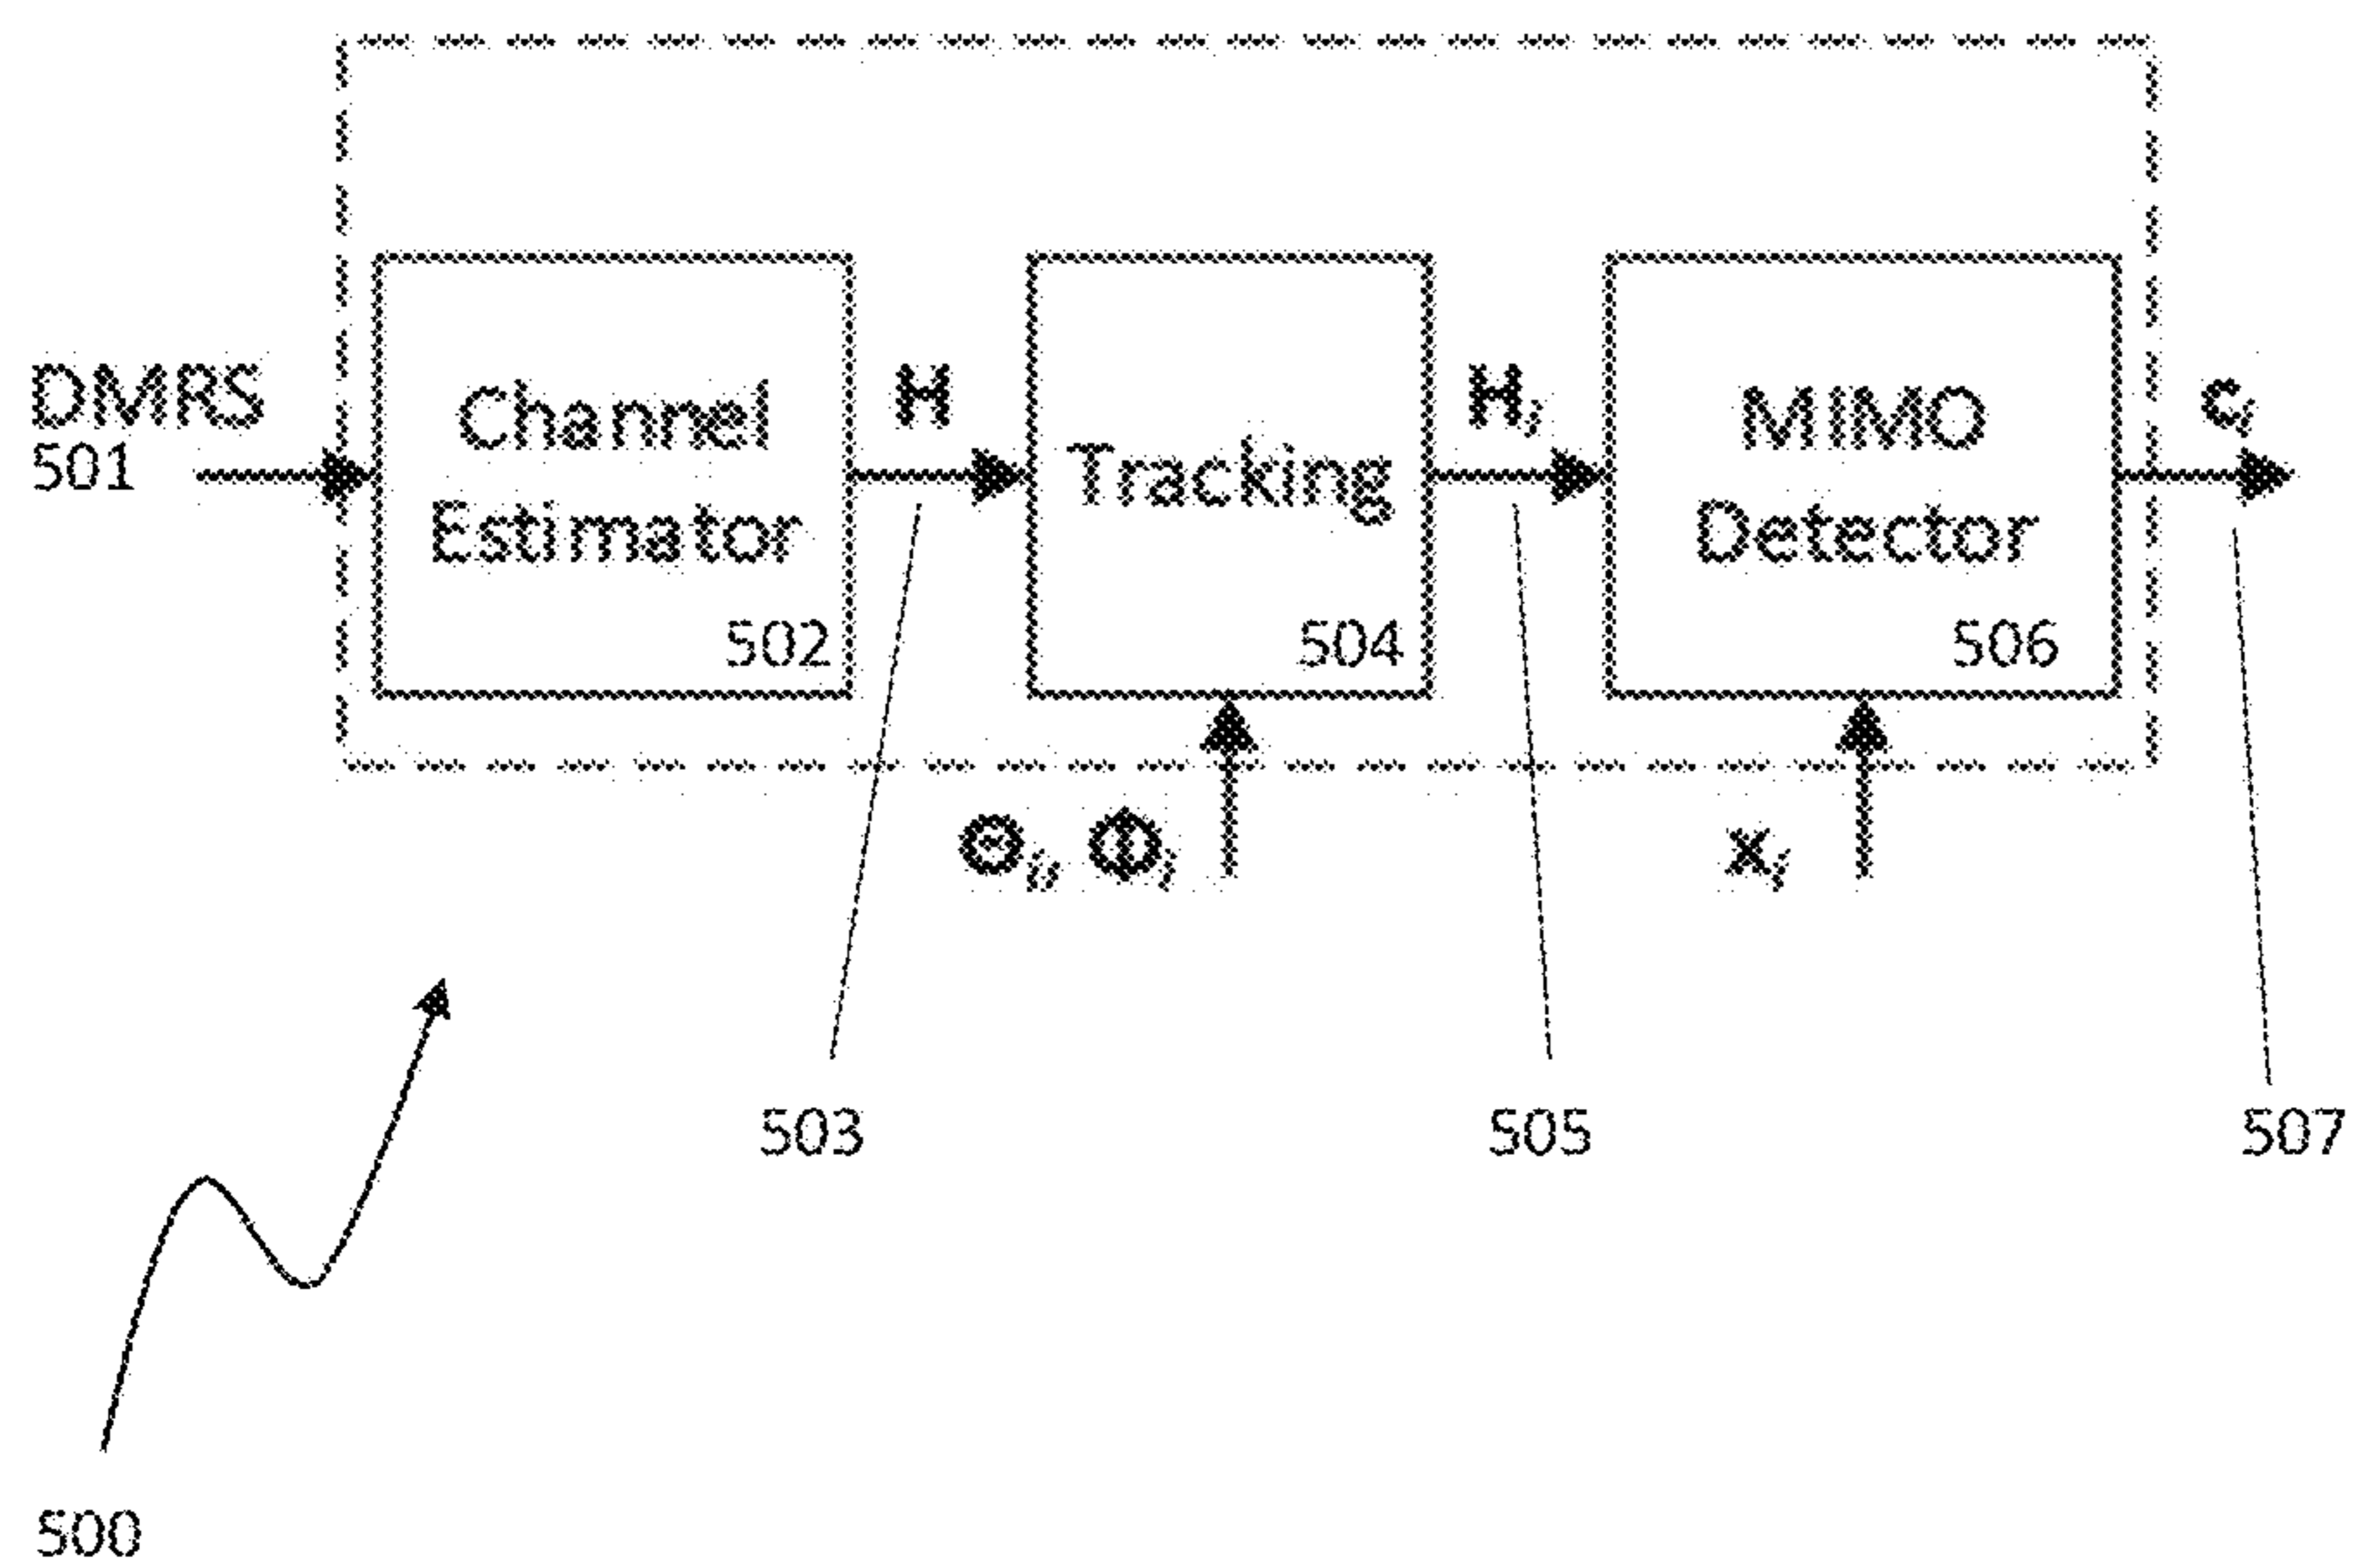 DMRS
501
Channel
Estimator
502
H
Tracking
504
Hᵢ
MIMO
Detector
506
cᵢ
Θᵢ, Φᵢ
xᵢ
503
505
507
500